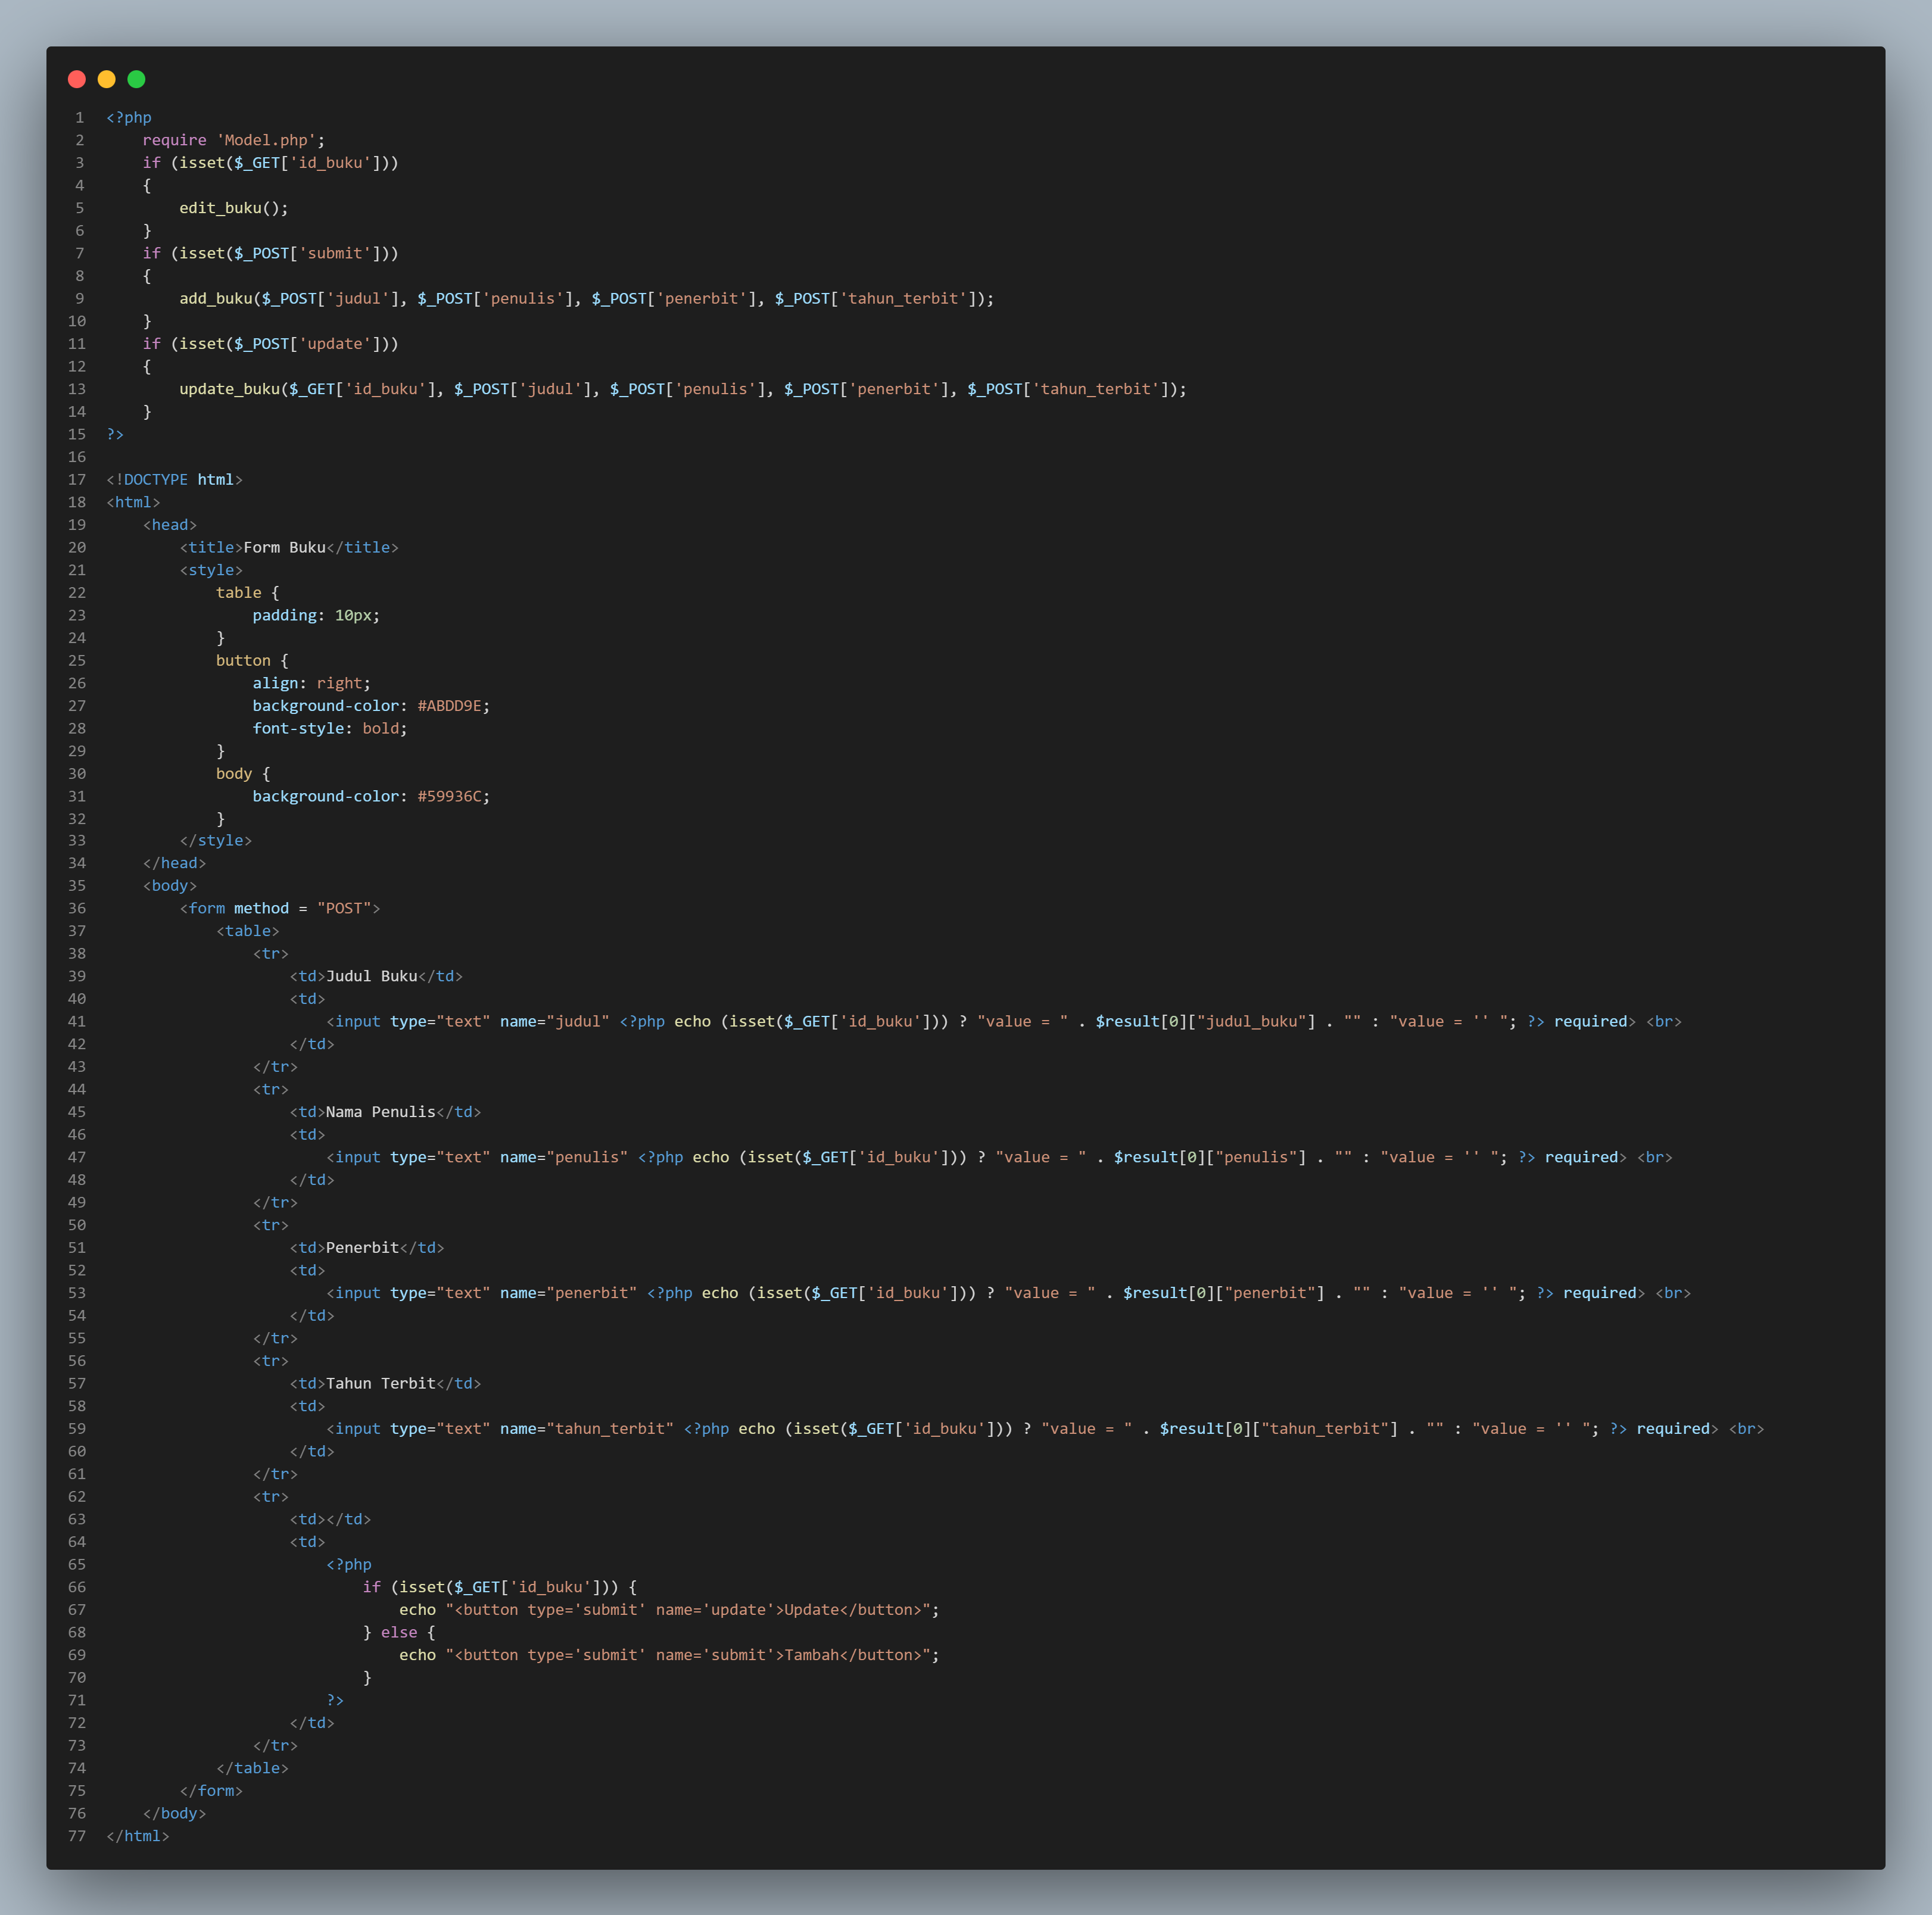 1 <?php
2     require 'Model.php';
3     if (isset($_GET['id_buku']))
4     {
5         edit_buku();
6     }
7     if (isset($_POST['submit']))
8     {
9         add_buku($_POST['judul'], $_POST['penulis'], $_POST['penerbit'], $_POST['tahun_terbit']);
10     }
11     if (isset($_POST['update']))
12     {
13         update_buku($_GET['id_buku'], $_POST['judul'], $_POST['penulis'], $_POST['penerbit'], $_POST['tahun_terbit']);
14     }
15 ?>
16
17 <!DOCTYPE html>
18 <html>
19     <head>
20         <title>Form Buku</title>
21         <style>
22             table {
23                 padding: 10px;
24             }
25             button {
26                 align: right;
27                 background-color: #ABDD9E;
28                 font-style: bold;
29             }
30             body {
31                 background-color: #59936C;
32             }
33         </style>
34     </head>
35     <body>
36         <form method = "POST">
37             <table>
38                 <tr>
39                     <td>Judul Buku</td>
40                     <td>
41                         <input type="text" name="judul" <?php echo (isset($_GET['id_buku'])) ? "value = " . $result[0]["judul_buku"] . "" : "value = '' "; ?> required> <br>
42                     </td>
43                 </tr>
44                 <tr>
45                     <td>Nama Penulis</td>
46                     <td>
47                         <input type="text" name="penulis" <?php echo (isset($_GET['id_buku'])) ? "value = " . $result[0]["penulis"] . "" : "value = '' "; ?> required> <br>
48                     </td>
49                 </tr>
50                 <tr>
51                     <td>Penerbit</td>
52                     <td>
53                         <input type="text" name="penerbit" <?php echo (isset($_GET['id_buku'])) ? "value = " . $result[0]["penerbit"] . "" : "value = '' "; ?> required> <br>
54                     </td>
55                 </tr>
56                 <tr>
57                     <td>Tahun Terbit</td>
58                     <td>
59                         <input type="text" name="tahun_terbit" <?php echo (isset($_GET['id_buku'])) ? "value = " . $result[0]["tahun_terbit"] . "" : "value = '' "; ?> required> <br>
60                     </td>
61                 </tr>
62                 <tr>
63                     <td></td>
64                     <td>
65                         <?php
66                             if (isset($_GET['id_buku'])) {
67                                 echo "<button type='submit' name='update'>Update</button>";
68                             } else {
69                                 echo "<button type='submit' name='submit'>Tambah</button>";
70                             }
71                         ?>
72                     </td>
73                 </tr>
74             </table>
75         </form>
76     </body>
77 </html>